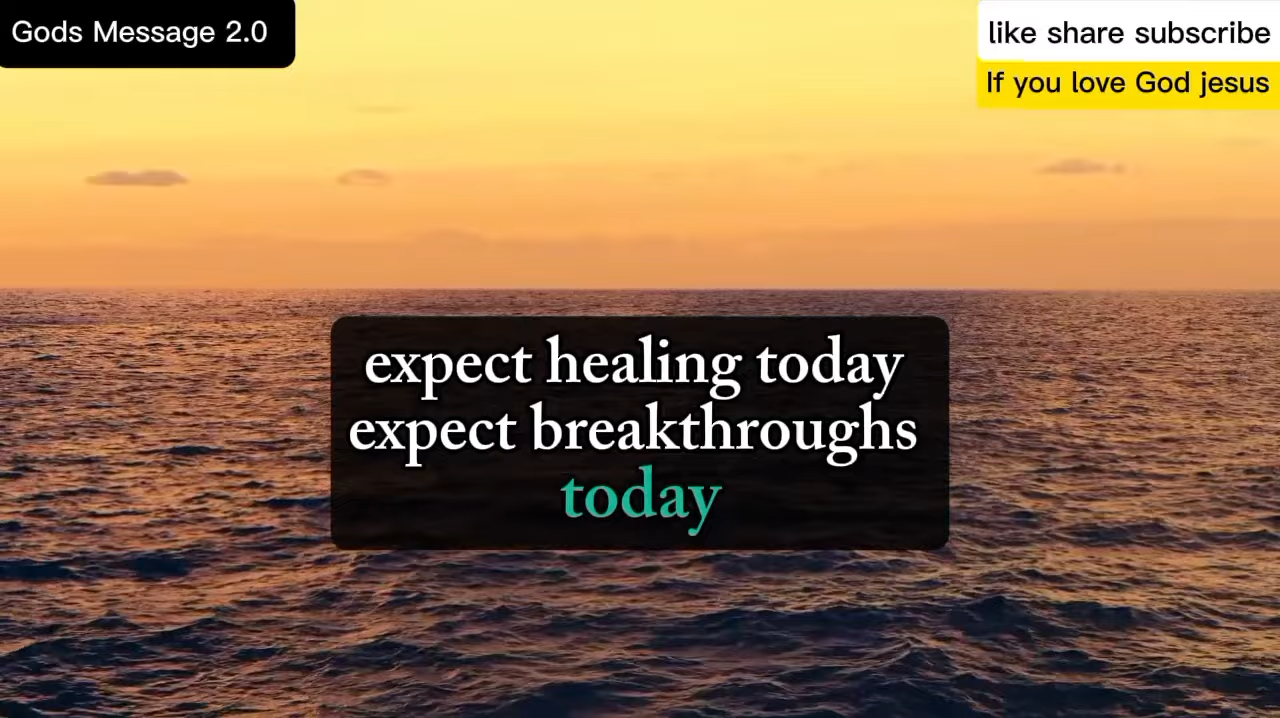 Gods Message 2.0
like share subscribe
If you love God jesus
expect healing today
expect breakthroughs
today